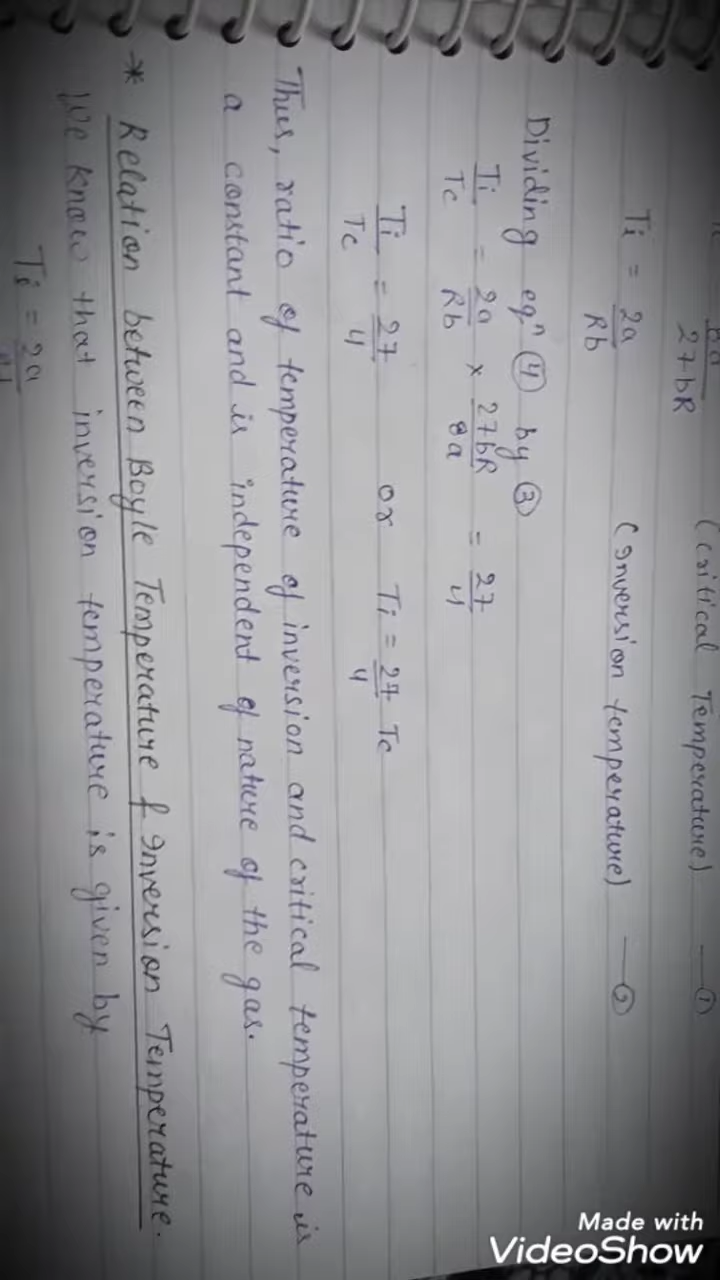 8a
27bR (Critical Temperature) —①
Ti = 2a (Inversion temperature) —②
Rb
Dividing eqⁿ ④ by ③
Ti = 2a × 27bR = 27
Tc Rb 8a 4
Ti = 27 or Ti = 27 Tc
Tc 4 4
Thus, ratio of temperature of inversion and critical temperature is
a constant and is independent of nature of the gas.
* Relation between Boyle Temperature & Inversion Temperature.
We know that inversion temperature is given by
Ti = 2a
Made with
VideoShow